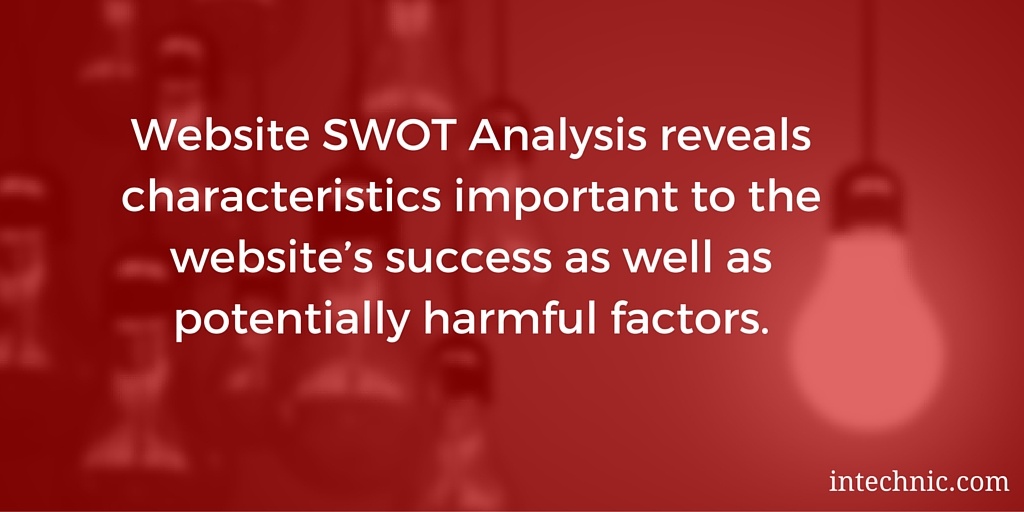 Website SWOT Analysis reveals
characteristics important to the
website’s success as well as
potentially harmful factors.
intechnic.com